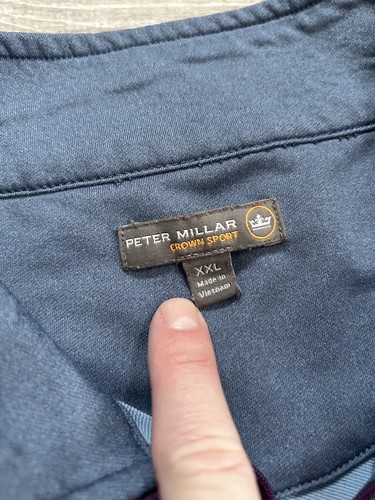 PETER MILLAR
CROWN SPORT
XXL
Made in
Vietnam